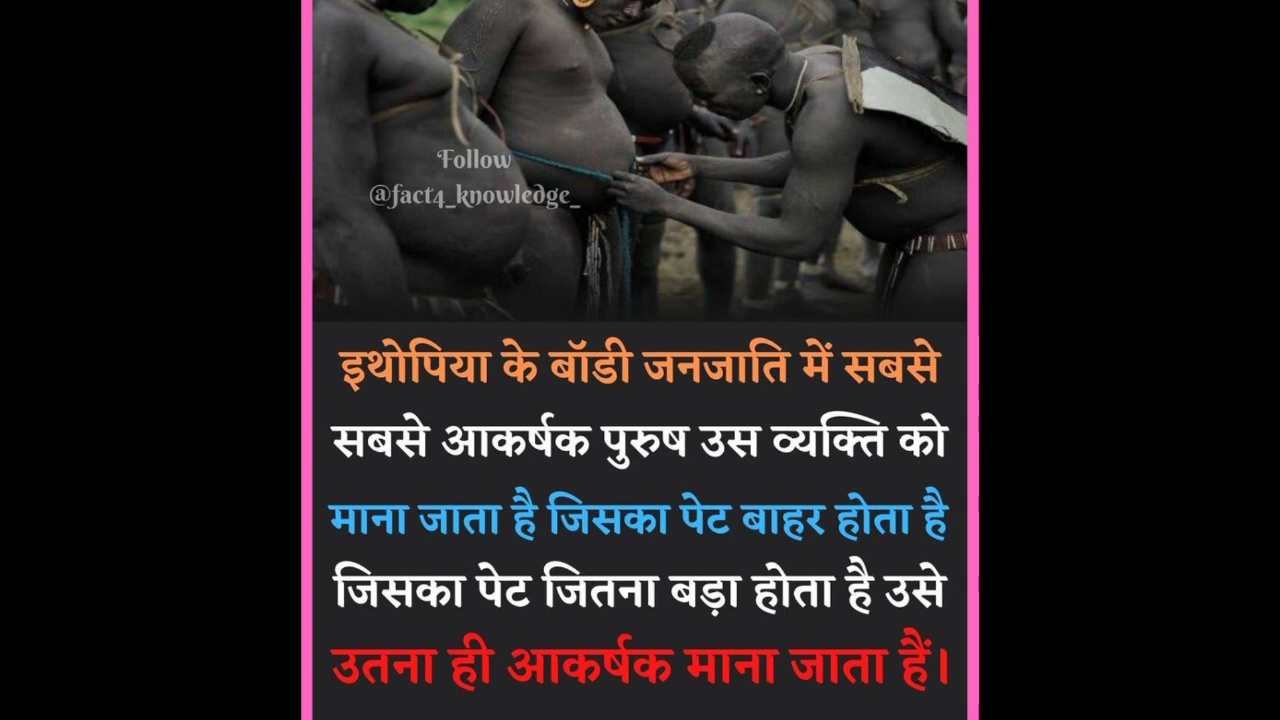 Follow
@fact4_knowledge_
इथोपिया के बॉडी जनजाति में सबसे
सबसे आकर्षक पुरुष उस व्यक्ति को
माना जाता है जिसका पेट बाहर होता है
जिसका पेट जितना बड़ा होता है उसे
उतना ही आकर्षक माना जाता हैं।